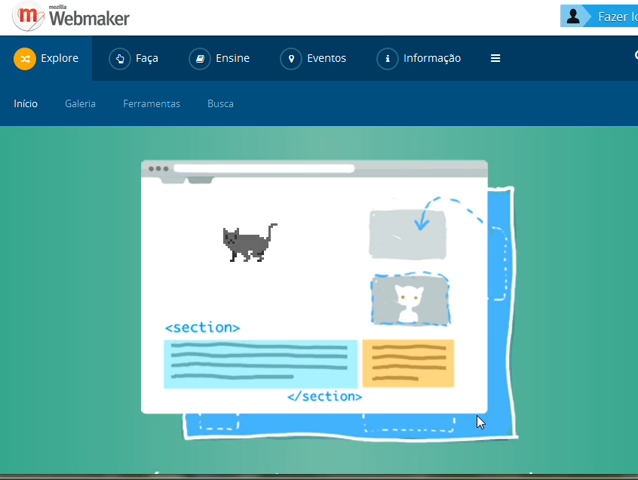 mozilla
Webmaker
Fazer lo
Explore
Faça
Ensine
Eventos
Informação
Início
Galeria
Ferramentas
Busca
<section>
</section>